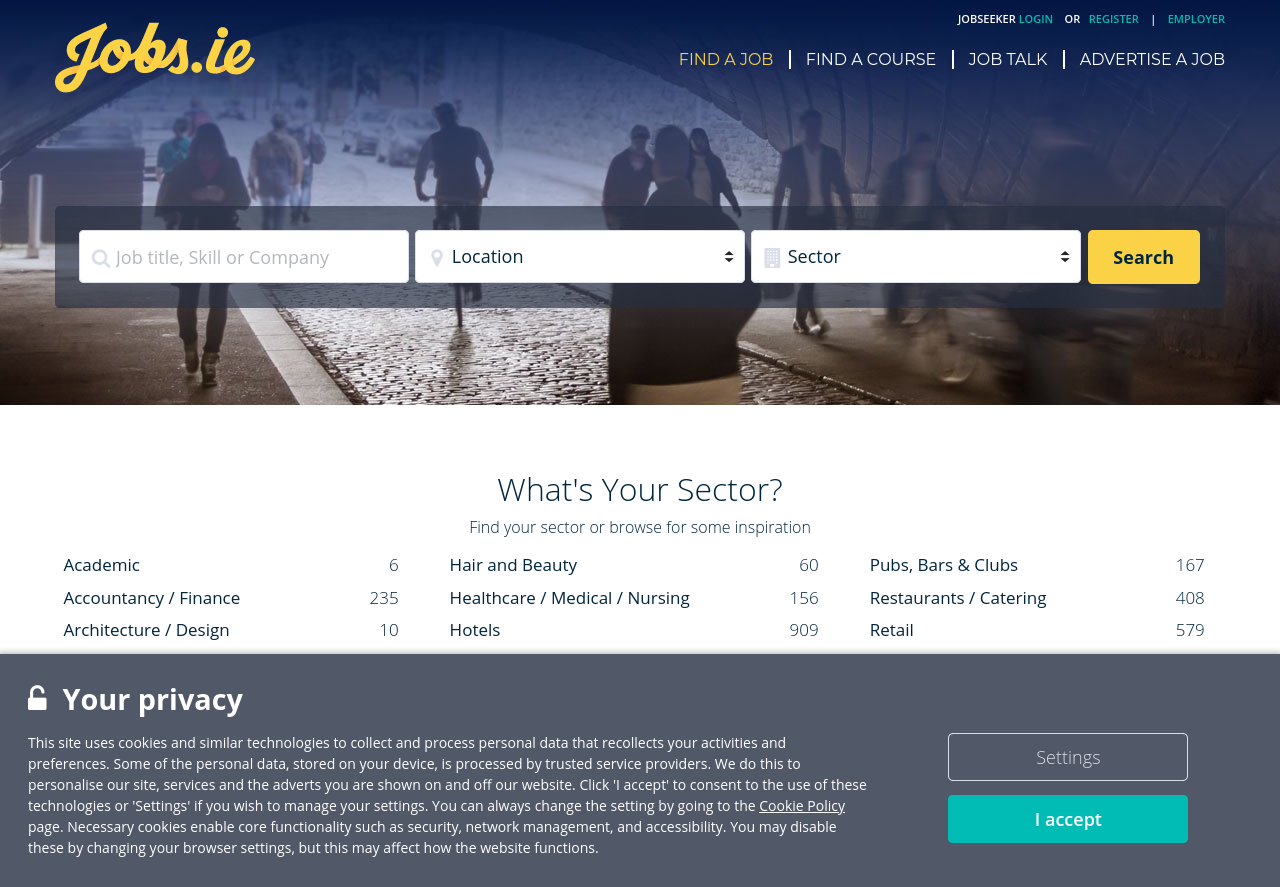 Jobs.ie
JOBSEEKER LOGIN OR REGISTER | EMPLOYER
FIND A JOB
FIND A COURSE
JOB TALK
ADVERTISE A JOB
Job title, Skill or Company
Location
Sector
Search
What's Your Sector?
Find your sector or browse for some inspiration
Academic 6
Accountancy / Finance 235
Architecture / Design 10
Hair and Beauty 60
Healthcare / Medical / Nursing 156
Hotels 909
Pubs, Bars & Clubs 167
Restaurants / Catering 408
Retail 579
Your privacy
This site uses cookies and similar technologies to collect and process personal data that recollects your activities and
preferences. Some of the personal data, stored on your device, is processed by trusted service providers. We do this to
personalise our site, services and the adverts you are shown on and off our website. Click 'I accept' to consent to the use of these
technologies or 'Settings' if you wish to manage your settings. You can always change the setting by going to the Cookie Policy
page. Necessary cookies enable core functionality such as security, network management, and accessibility. You may disable
these by changing your browser settings, but this may affect how the website functions.
Settings
I accept